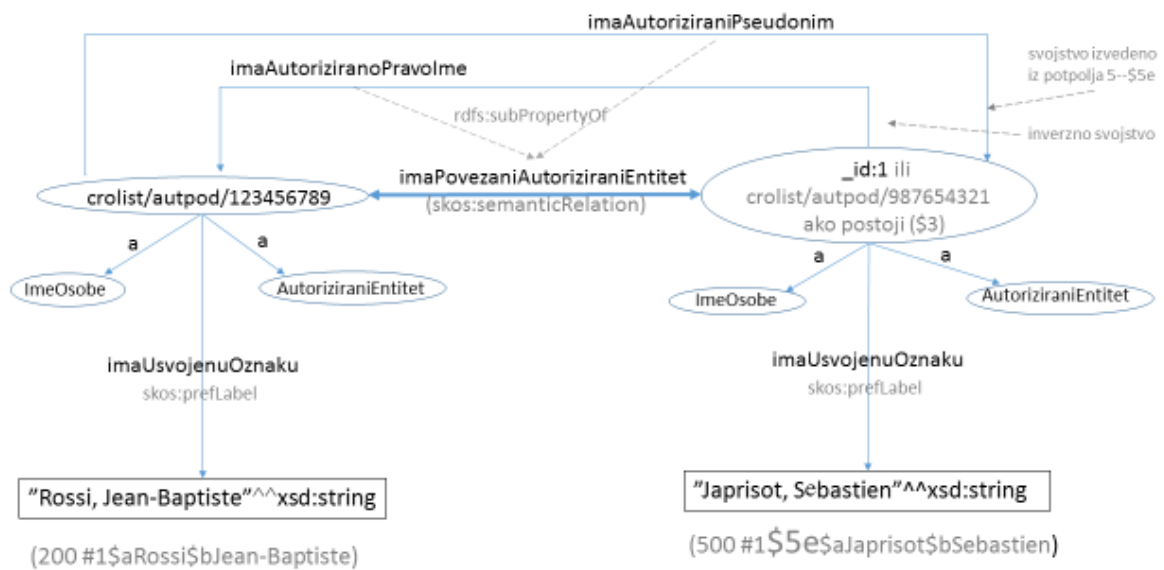 imaAutoriziraniPseudonim
svojstvo izvedeno
iz potpolja 5--$5e
imaAutoriziranoPravoIme
rdfs:subPropertyOf
inverzno svojstvo
imaPovezaniAutoriziraniEntitet
(skos:semanticRelation)
crolist/autpod/123456789
_id:1 ili
crolist/autpod/987654321
ako postoji ($3)
a
a
a
a
ImeOsobe
AutoriziraniEntitet
ImeOsobe
AutoriziraniEntitet
imaUsvojenuOznaku
skos:prefLabel
imaUsvojenuOznaku
skos:prefLabel
”Rossi, Jean-Baptiste”^^xsd:string
”Japrisot, Sebastien”^^xsd:string
(200 #1$aRossi$bJean-Baptiste)
(500 #1$5e$aJaprisot$bSebastien)